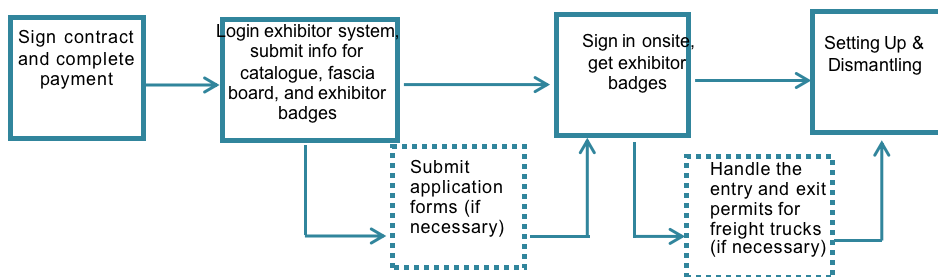 Sign contract
and complete
payment
Login exhibitor system,
submit info for
catalogue, fascia
board, and exhibitor
badges
Sign in onsite,
get exhibitor
badges
Setting Up &
Dismantling
Submit
application
forms (if
necessary)
Handle the
entry and exit
permits for
freight trucks
(if necessary)